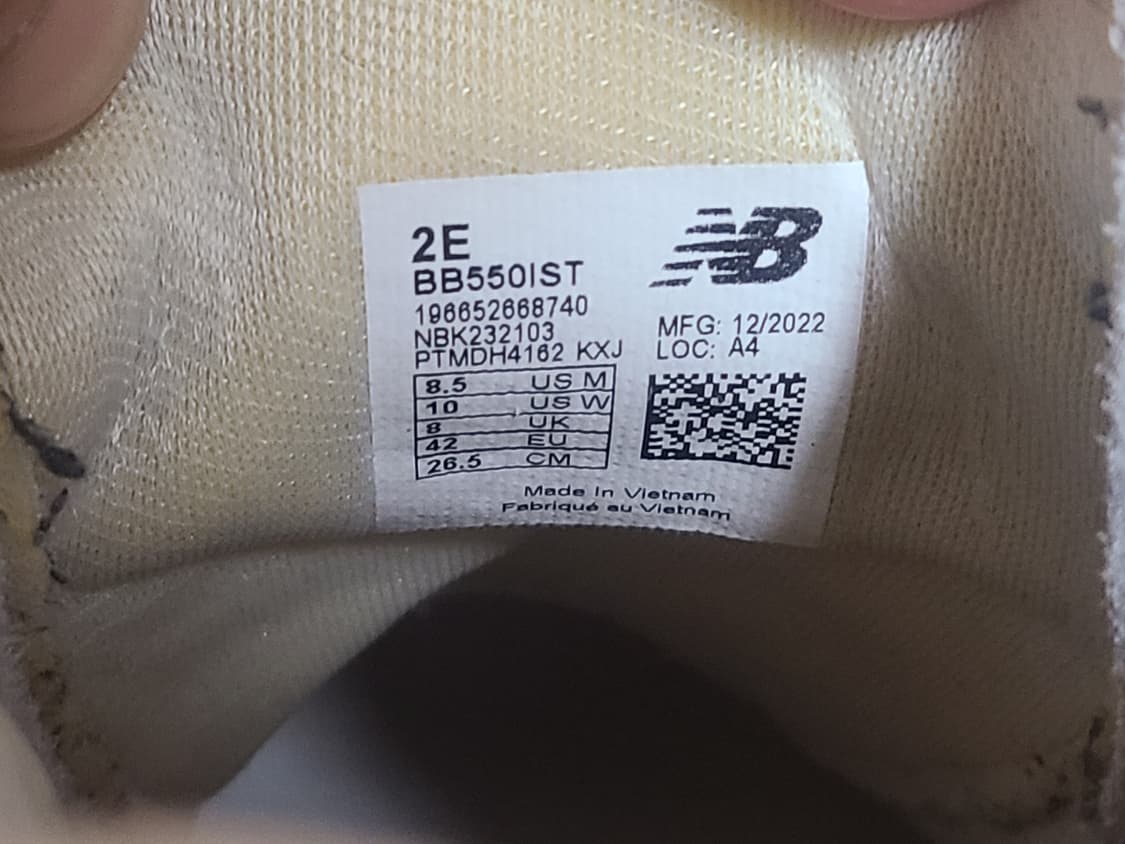 2E
BB550IST
196652668740
NBK232103
PTMDH4162 KXJ
NB
MFG: 12/2022
LOC: A4
8.5 US M
10 US W
8 UK
42 EU
26.5 CM
Made In Vietnam
Fabriqué au Vietnam